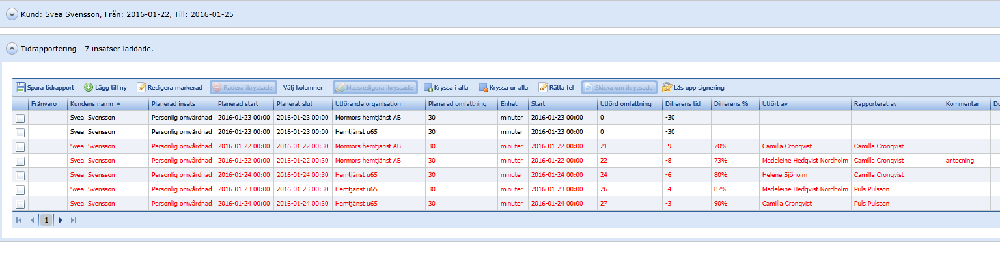 Kund: Svea Svensson, Från: 2016-01-22, Till: 2016-01-25
Tidrapportering - 7 insatser laddade.
Spara tidrapport Lägg till ny Redigera markerad Radera ikryssade Välj kolumner Massredigera ikryssade Kryssa i alla Kryssa ur alla Rätta fel Skicka om ikryssade Lås upp signering
Frånvaro Kundens namn Planerad insats Planerad start Planerat slut Utförande organisation Planerad omfattning Enhet Start Utförd omfattning Differens tid Differens % Utfört av Rapporterat av Kommentar Du
Svea Svensson Personlig omvårdnad 2016-01-23 00:00 2016-01-23 00:00 Mormors hemtjänst AB 30 minuter 2016-01-23 00:00 0 -30
Svea Svensson Personlig omvårdnad 2016-01-23 00:00 2016-01-23 00:00 Hemtjänst u65 30 minuter 2016-01-23 00:00 0 -30
Svea Svensson Personlig omvårdnad 2016-01-22 00:00 2016-01-22 00:30 Mormors hemtjänst AB 30 minuter 2016-01-22 00:00 21 -9 70% Camilla Cronqvist Camilla Cronqvist
Svea Svensson Personlig omvårdnad 2016-01-22 00:00 2016-01-22 00:30 Mormors hemtjänst AB 30 minuter 2016-01-22 00:00 22 -8 73% Madeleine Hedqvist Nordholm Camilla Cronqvist antecning
Svea Svensson Personlig omvårdnad 2016-01-24 00:00 2016-01-24 00:30 Hemtjänst u65 30 minuter 2016-01-24 00:00 24 -6 80% Helene Sjöholm Camilla Cronqvist
Svea Svensson Personlig omvårdnad 2016-01-23 00:00 2016-01-23 00:30 Hemtjänst u65 30 minuter 2016-01-23 00:00 26 -4 87% Madeleine Hedqvist Nordholm Puls Pulsson
Svea Svensson Personlig omvårdnad 2016-01-24 00:00 2016-01-24 00:30 Hemtjänst u65 30 minuter 2016-01-24 00:00 27 -3 90% Camilla Cronqvist Puls Pulsson
1